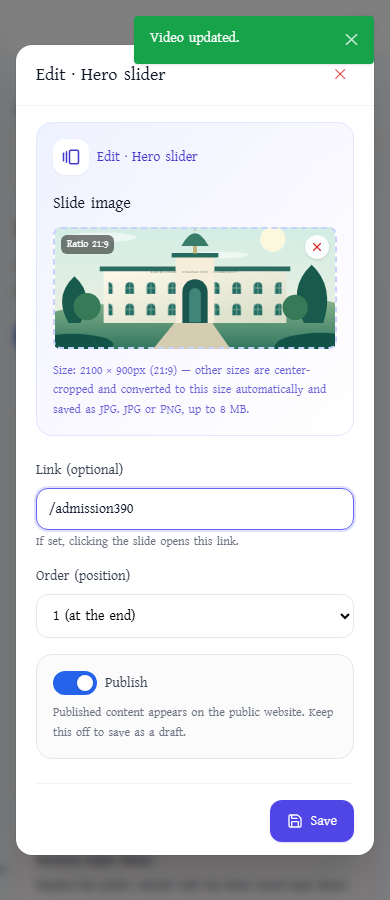 Video updated.
Edit · Hero slider
Edit · Hero slider
Slide image
Ratio 21:9
Size: 2100 × 900px (21:9) — other sizes are center-
cropped and converted to this size automatically and
saved as JPG. JPG or PNG, up to 8 MB.
Link (optional)
/admission390
If set, clicking the slide opens this link.
Order (position)
1 (at the end)
Publish
Published content appears on the public website. Keep
this off to save as a draft.
Save